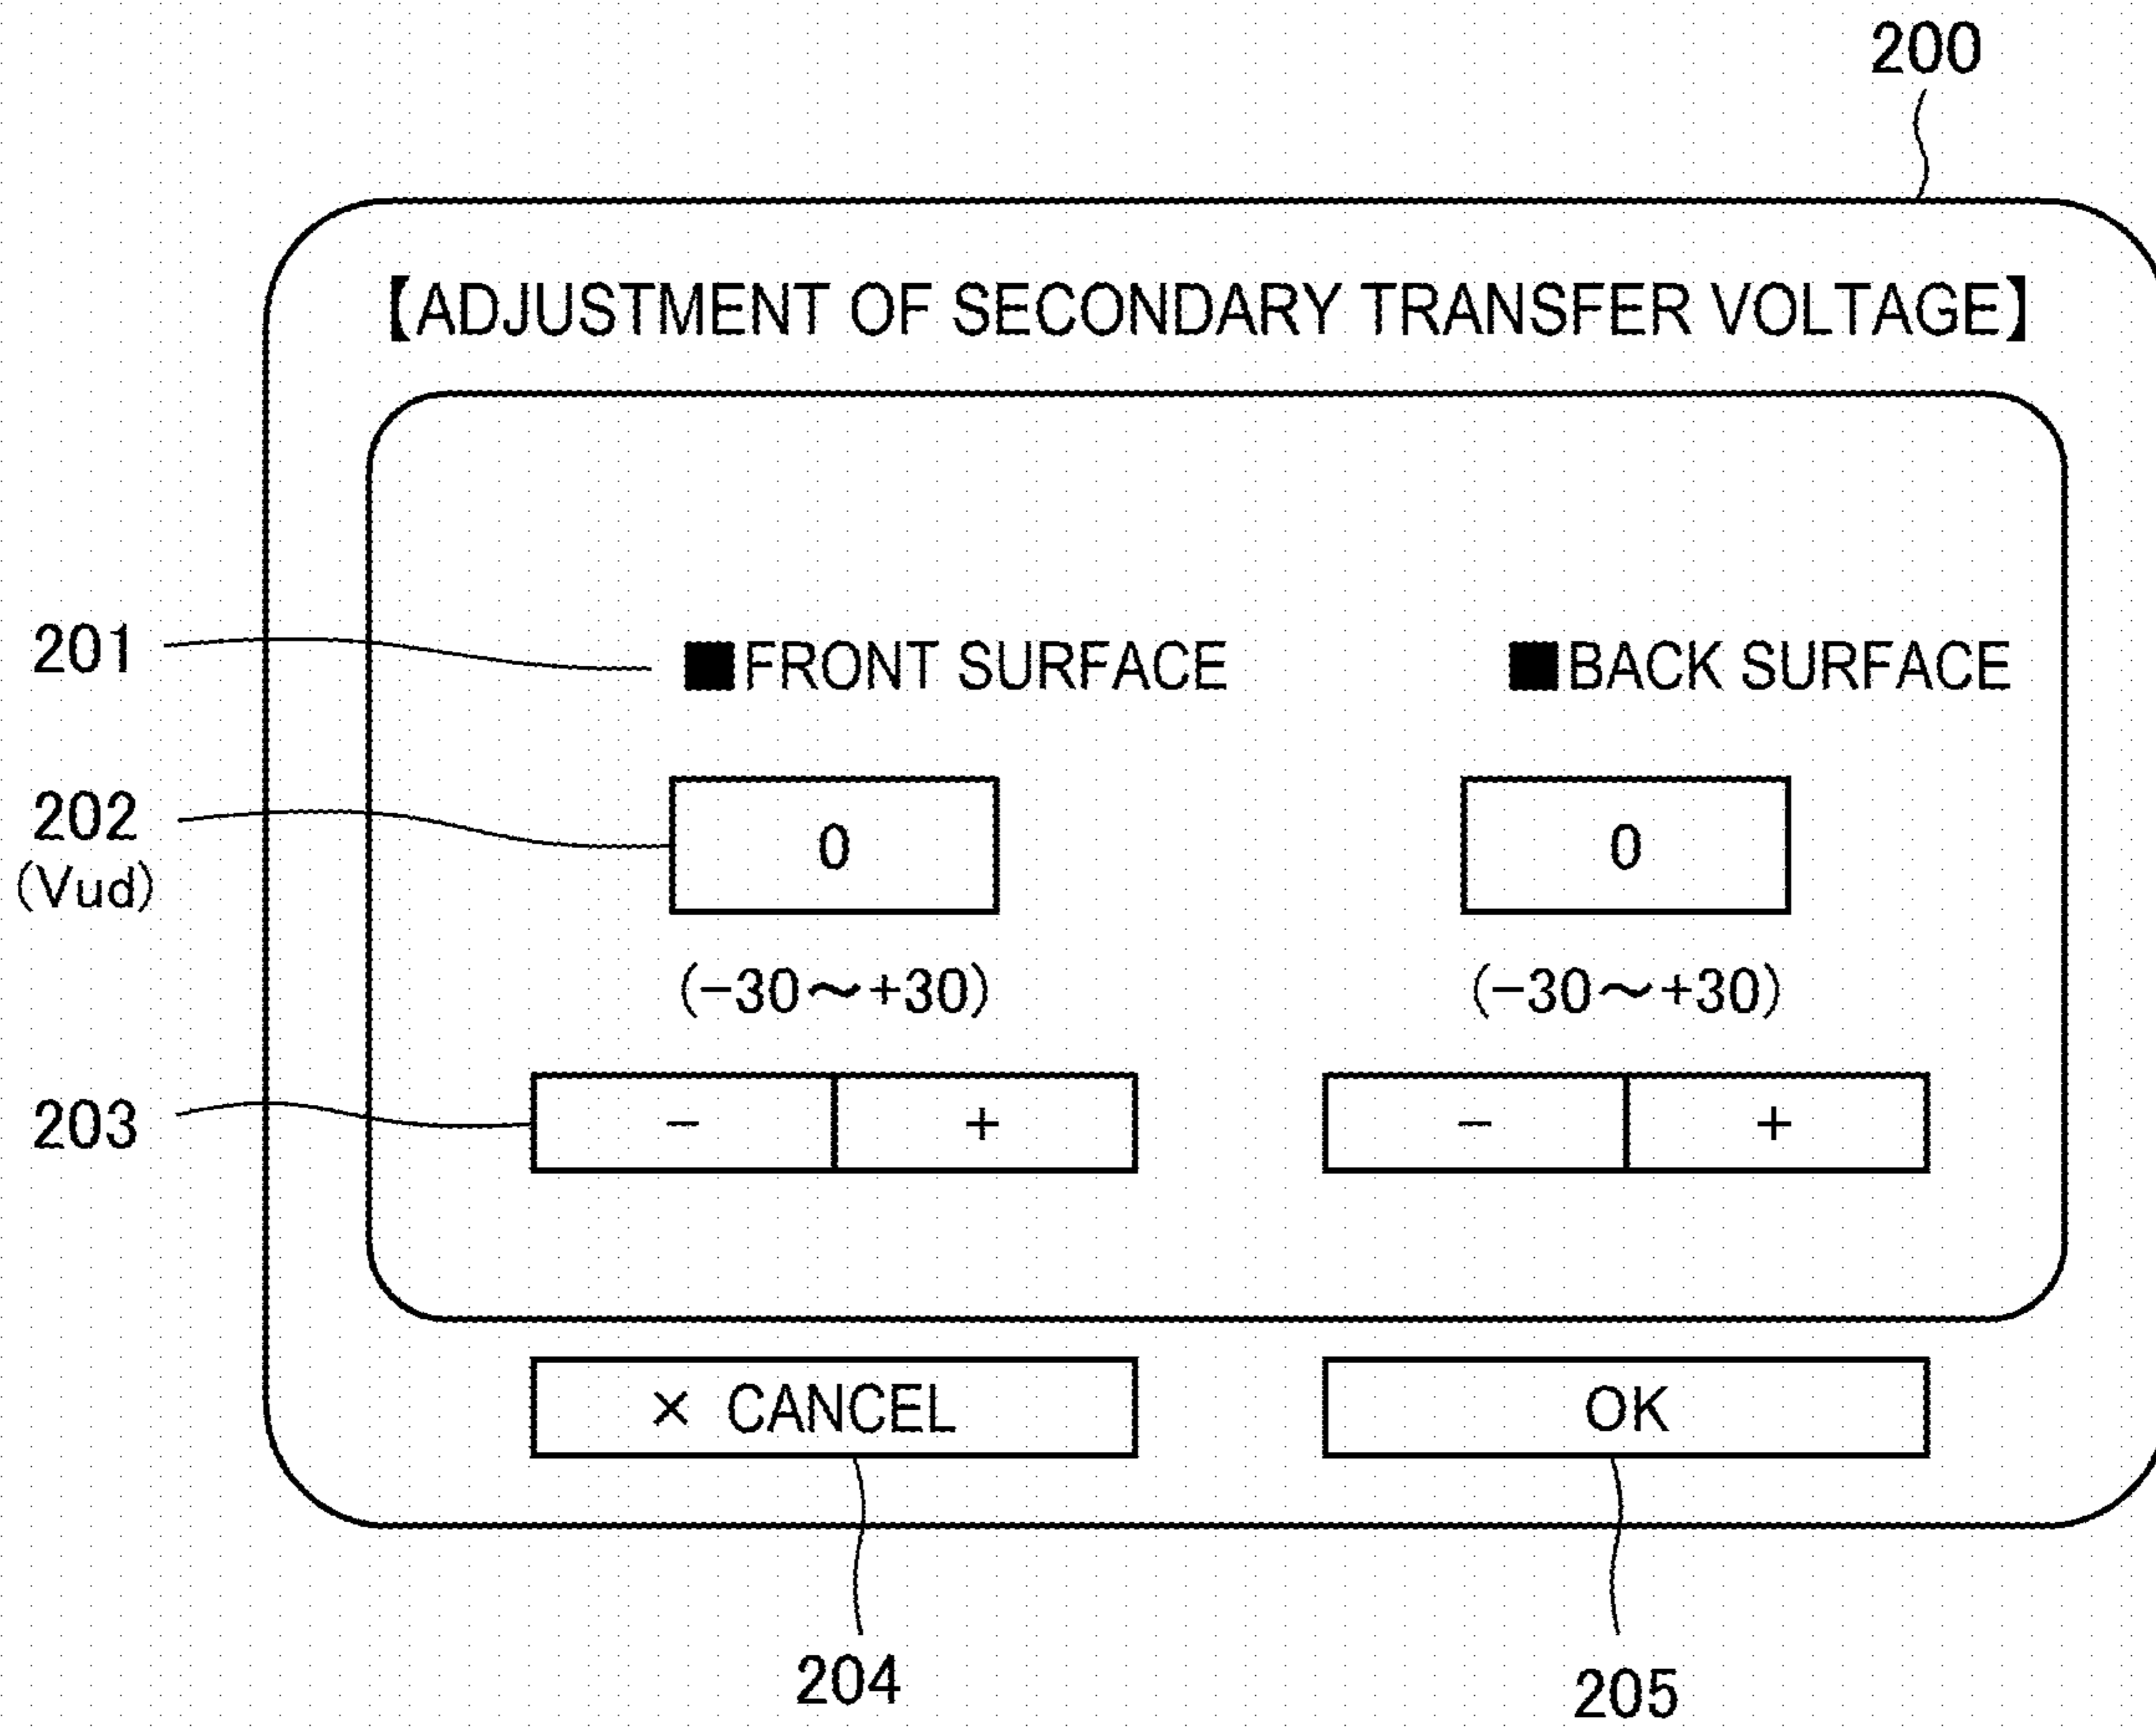 200
【ADJUSTMENT OF SECONDARY TRANSFER VOLTAGE】
201 ■FRONT SURFACE ■BACK SURFACE
202 0 0
(Vud)
(-30～+30) (-30～+30)
203 - + - +
× CANCEL OK
204 205